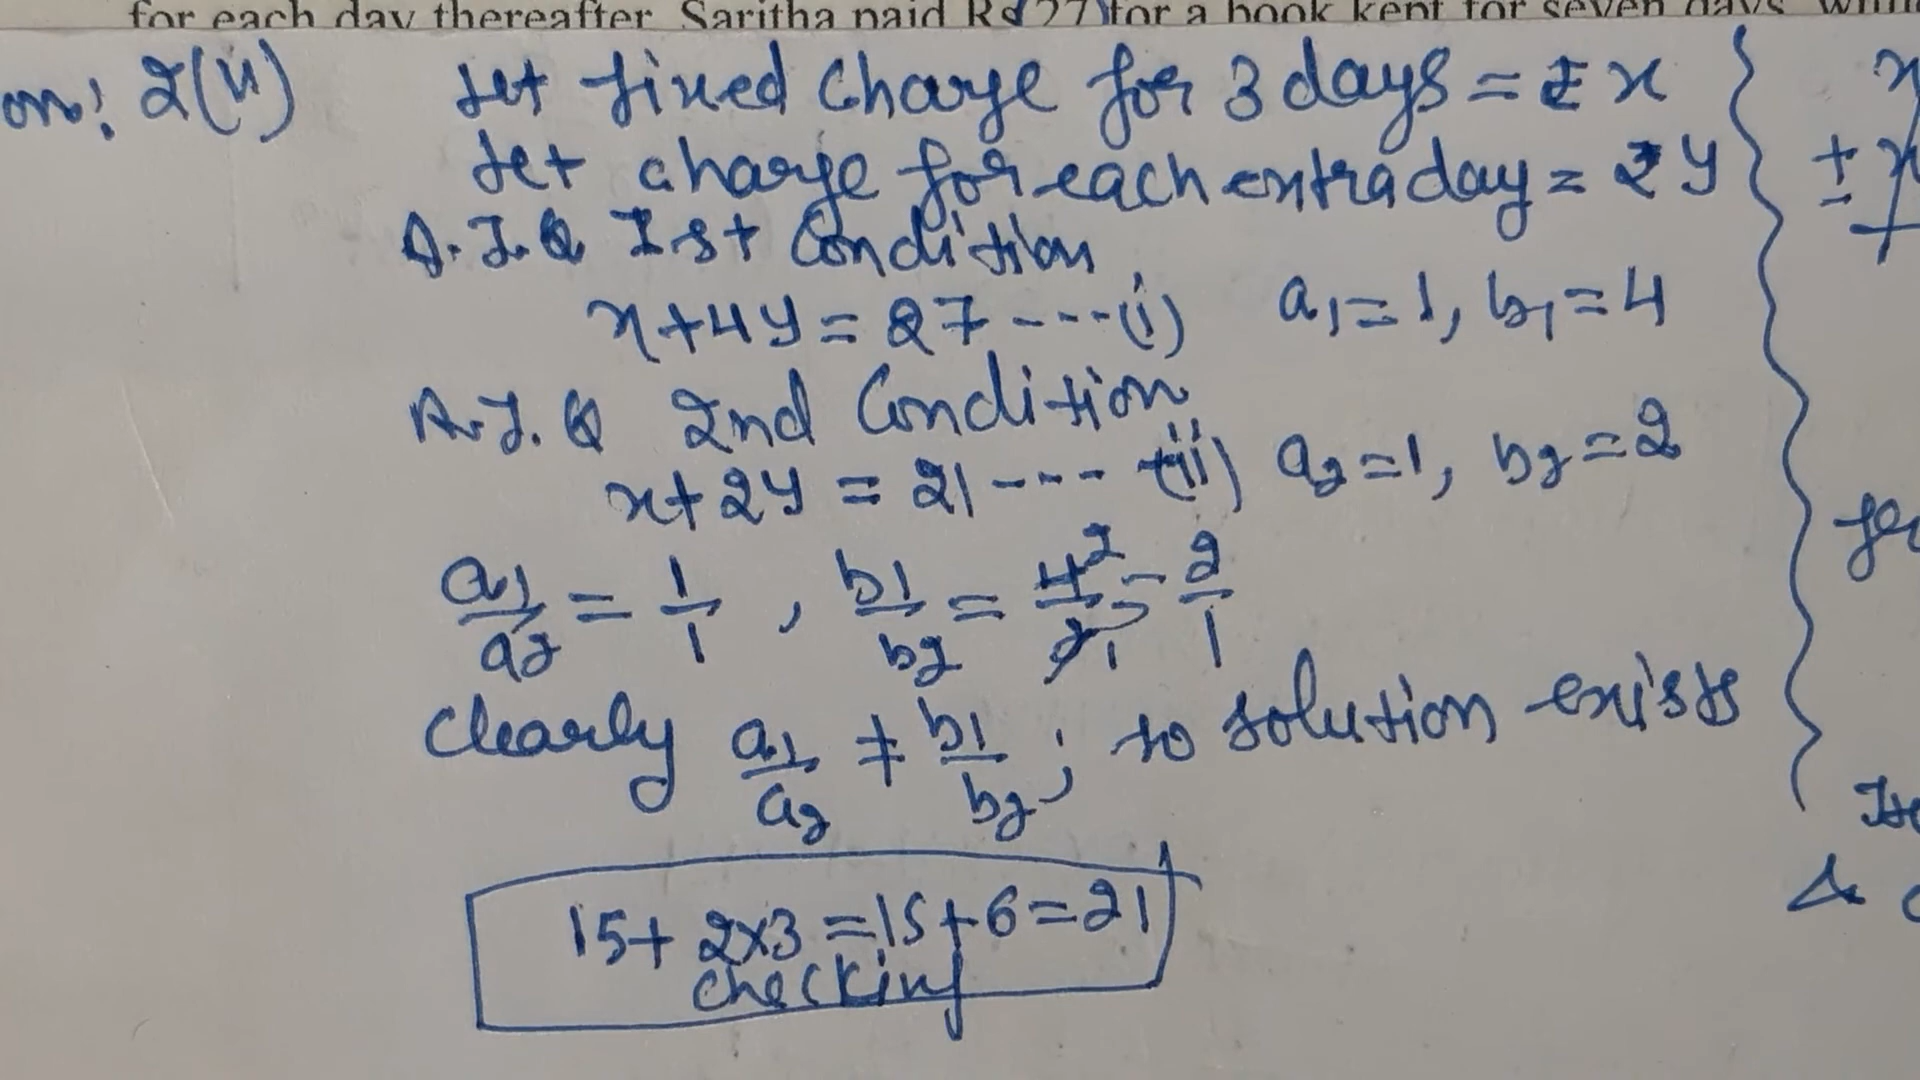 for each day thereafter. Saritha paid Rs 27 for a book kept for seven days, while
on: 2(v) Let fixed charge for 3 days = ₹ x
Let charge for each extra day = ₹ y
A.T.Q Ist Condition
x + 4y = 27 ---- (i) a₁ = 1, b₁ = 4
A.T.Q 2nd Condition
x + 2y = 21 ---- (ii) a₂ = 1, b₂ = 2
a₁/a₂ = 1/1 , b₁/b₂ = 4/2 = 2/1
Clearly a₁/a₂ ≠ b₁/b₂ ; so solution exists
15 + 2×3 = 15 + 6 = 21
checking